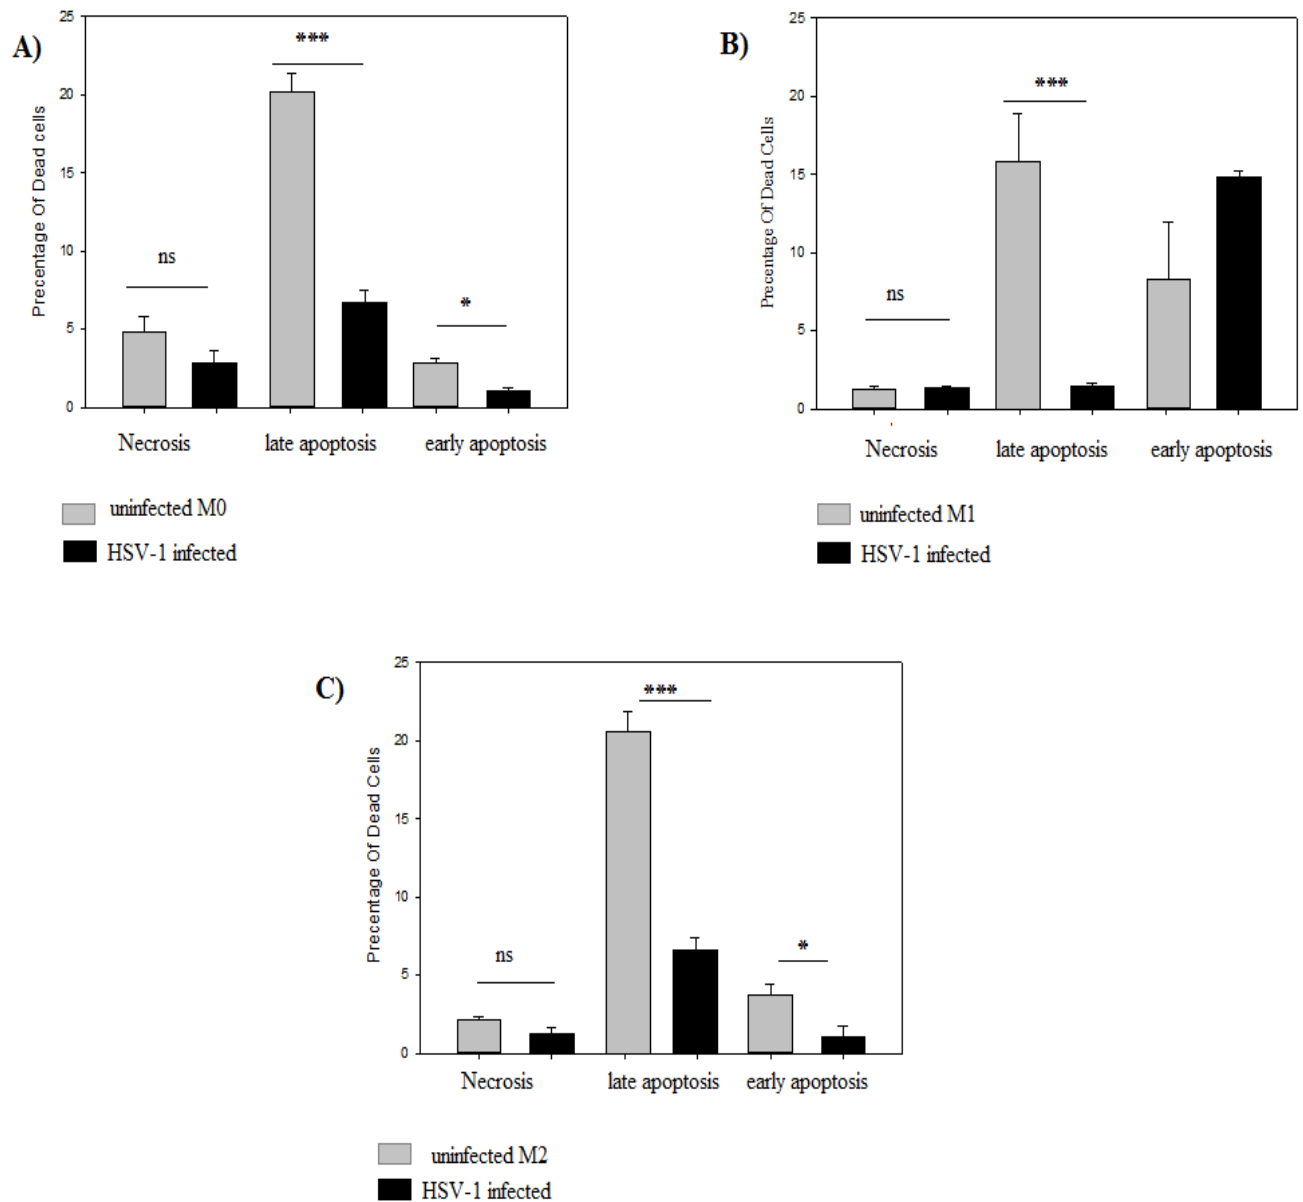 A)
Precentage Of Dead cells
25
20
15
10
5
0
ns
***
*
Necrosis late apoptosis early apoptosis
uninfected M0
HSV-1 infected
B)
Precentage Of Dead Cells
25
20
15
10
5
0
ns
***
Necrosis late apoptosis early apoptosis
uninfected M1
HSV-1 infected
C)
Precentage Of Dead Cells
25
20
15
10
5
0
ns
***
*
Necrosis late apoptosis early apoptosis
uninfected M2
HSV-1 infected